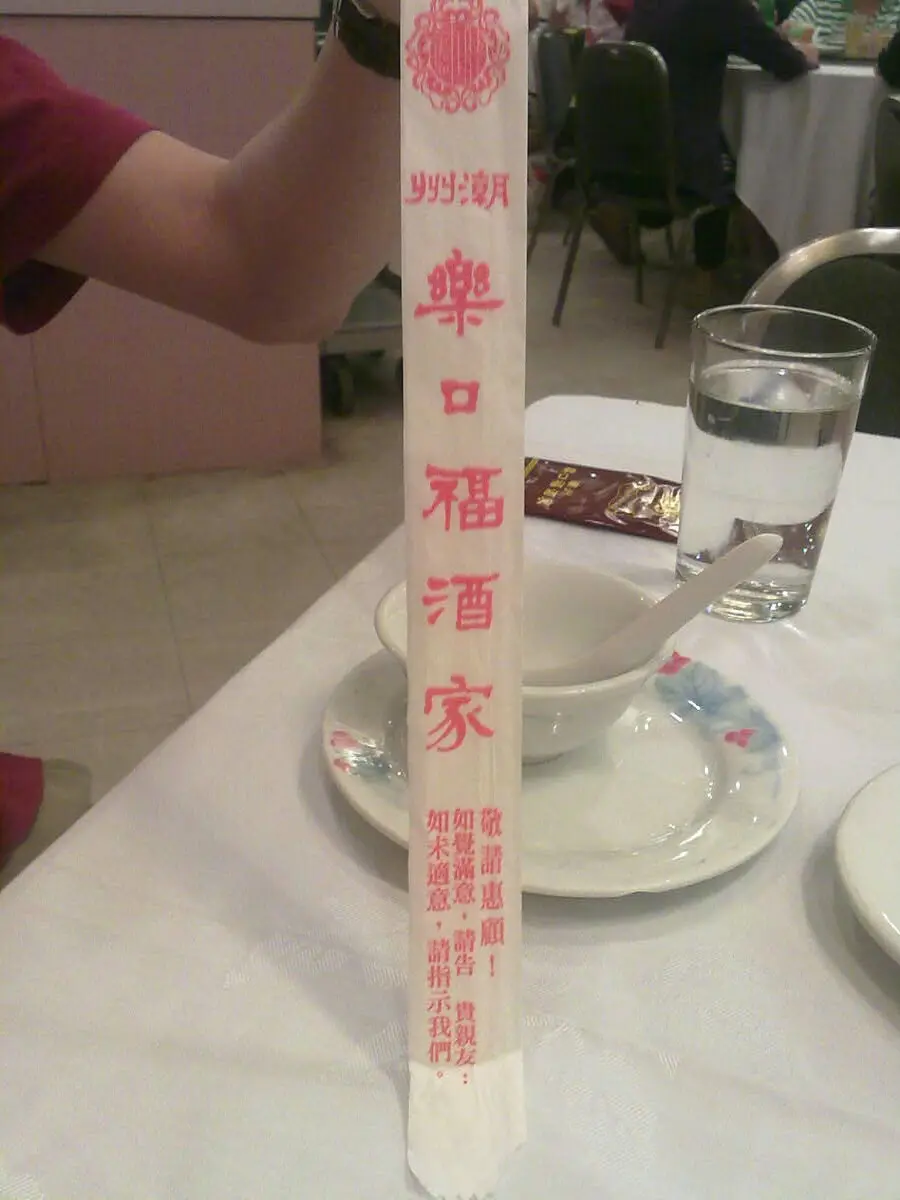 潮州
樂口福酒家
敬請惠顧！
如覺滿意，請告 貴親友：
如未適意，請指示我們。